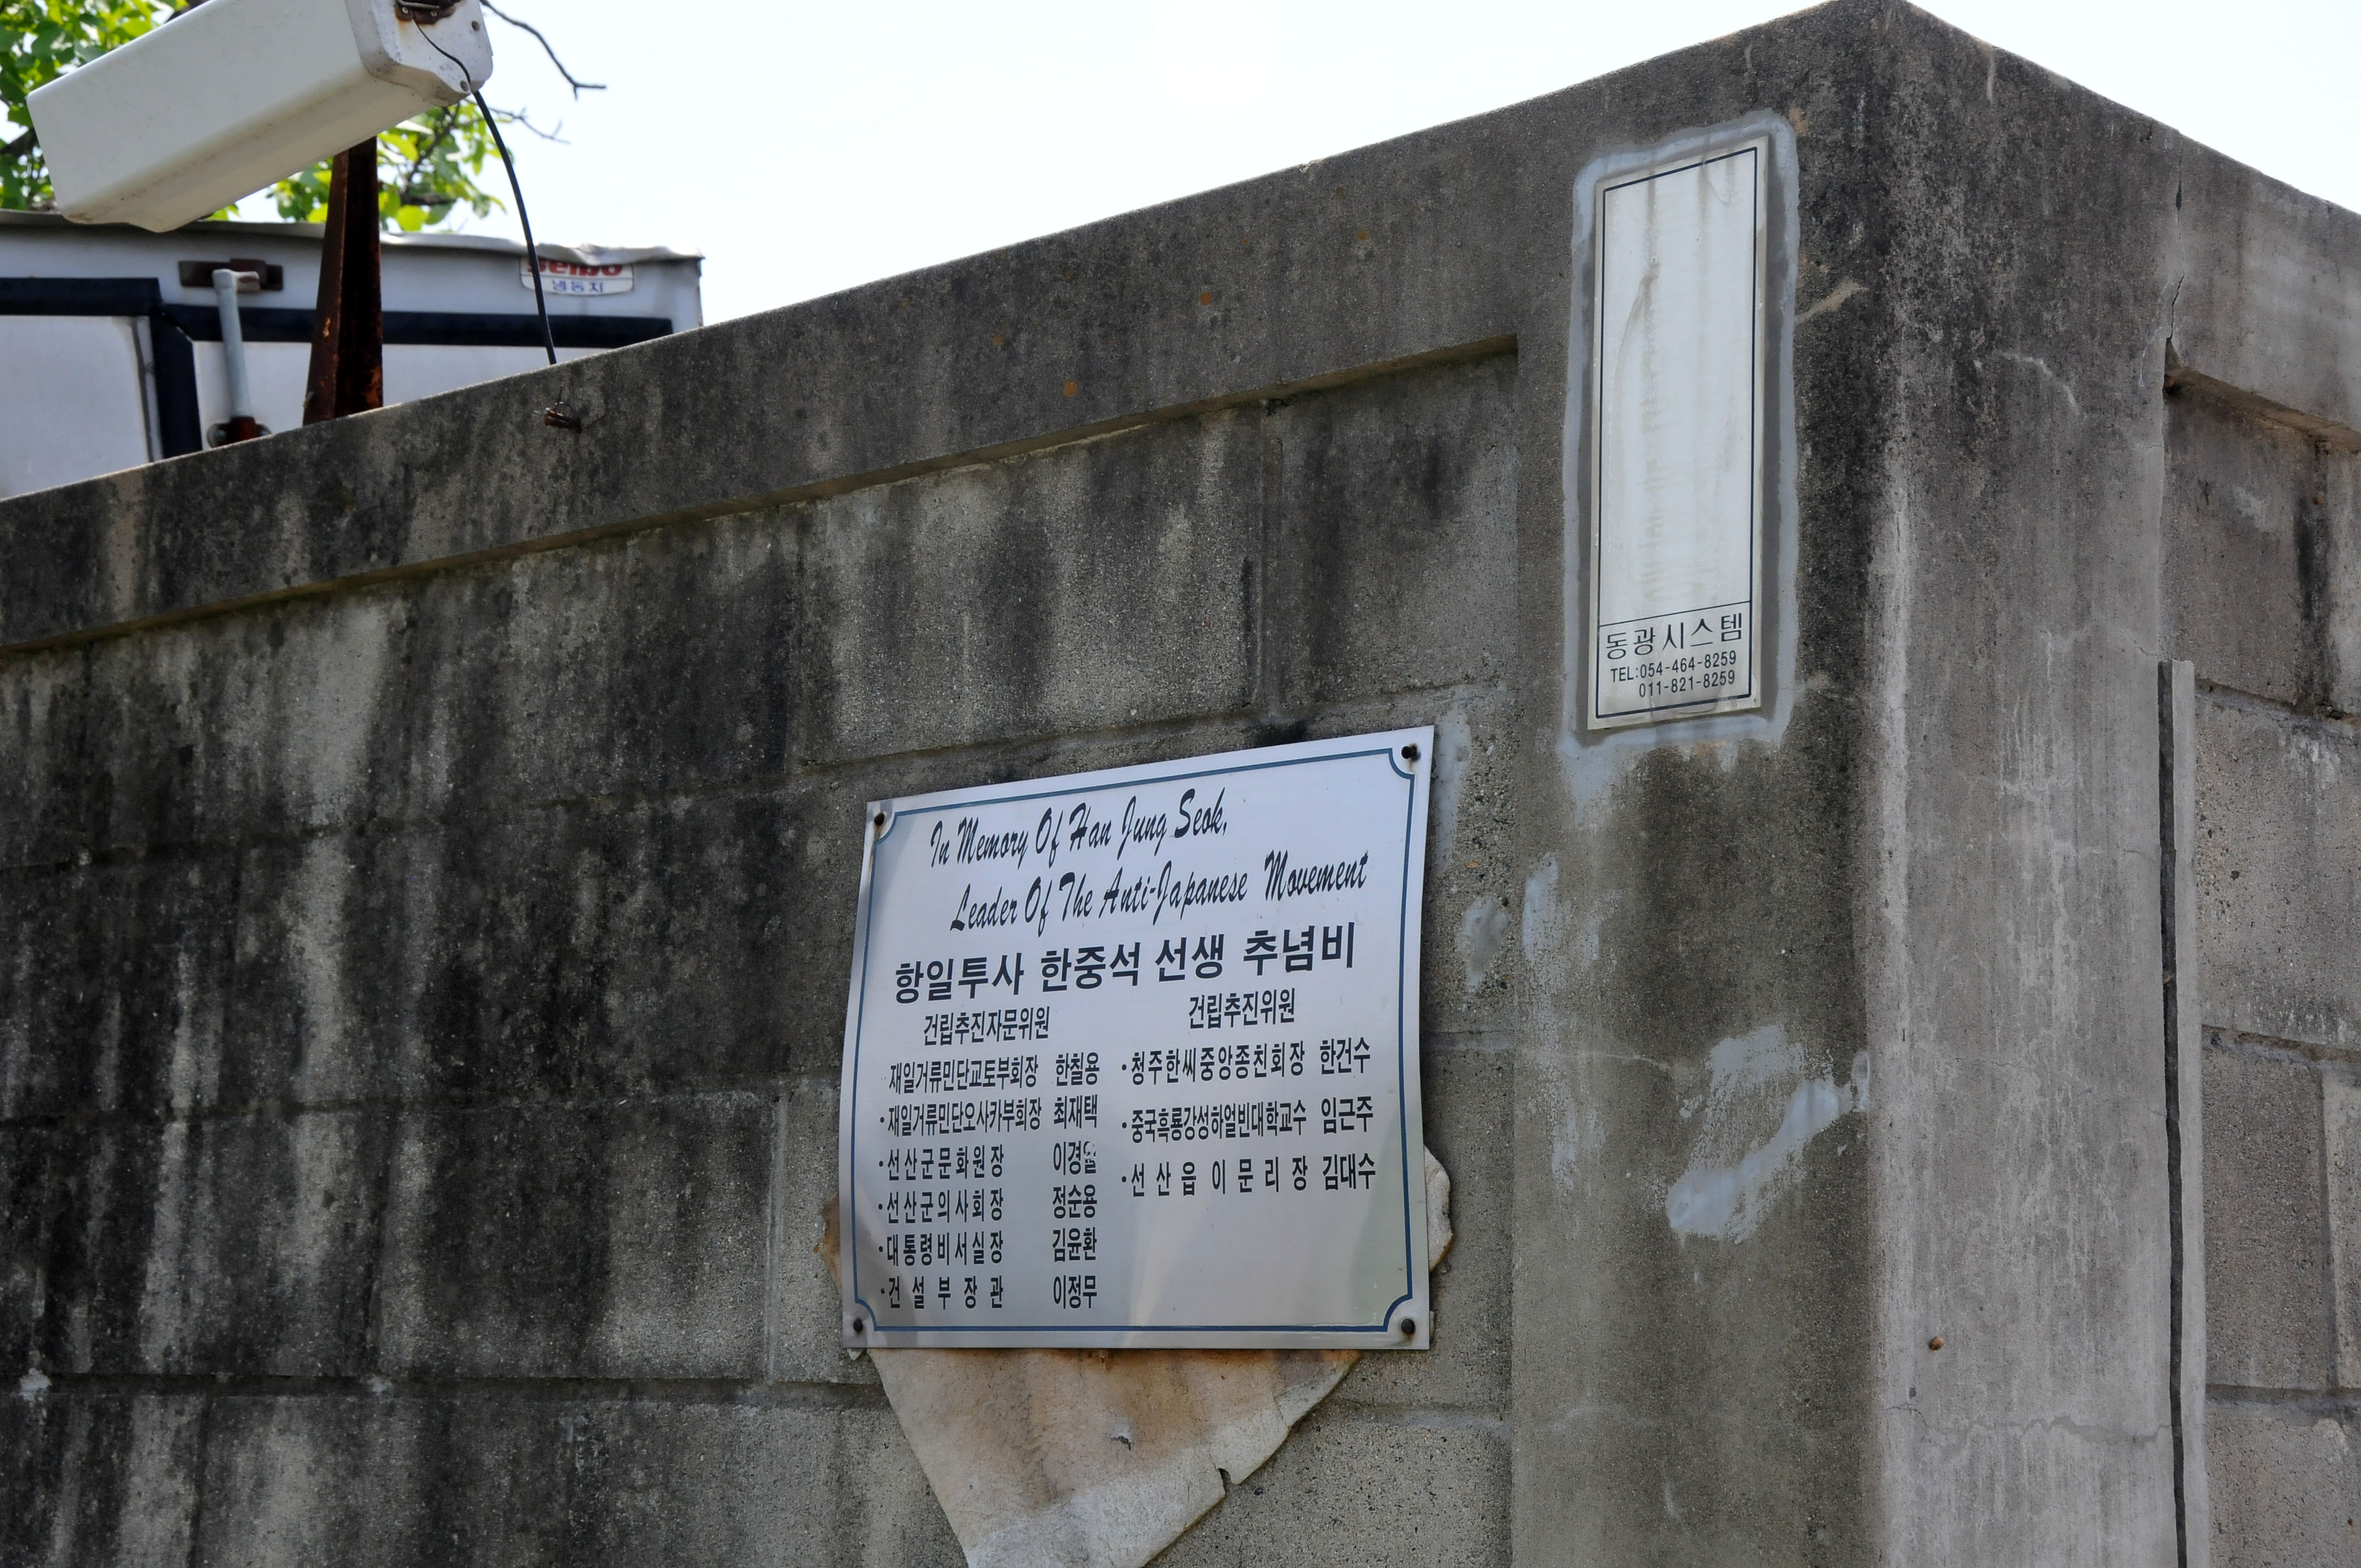 냉동차
동광시스템
TEL:054-464-8259
011-821-8259
In Memory Of Han Jung Seok,
Leader Of The Anti-Japanese Movement
항일투사 한중석 선생 추념비
건립추진자문위원
재일거류민단교토부회장 한칠용
·재일거류민단오사카부회장 최재택
·선산군문화원장 이경일
·선산군의사회장 정순용
·대통령비서실장 김윤환
·건설부장관 이정무
건립추진위원
·청주한씨중앙종친회장 한건수
·중국흑룡강성하얼빈대학교수 임근주
·선산읍 이문리장 김대수